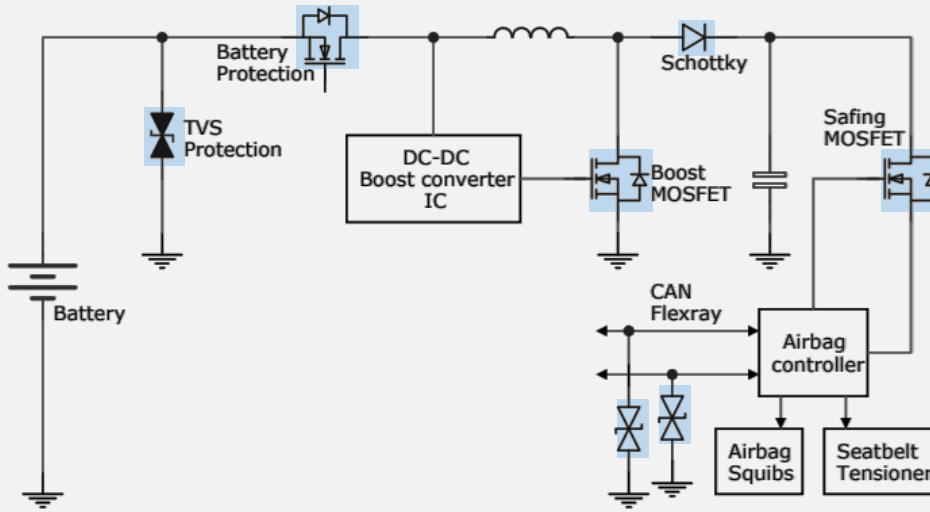 Battery
Protection
TVS
Protection
DC-DC
Boost converter
IC
Schottky
Boost
MOSFET
Safing
MOSFET
Battery
CAN
Flexray
Airbag
controller
Airbag
Squibs
Seatbelt
Tensioner